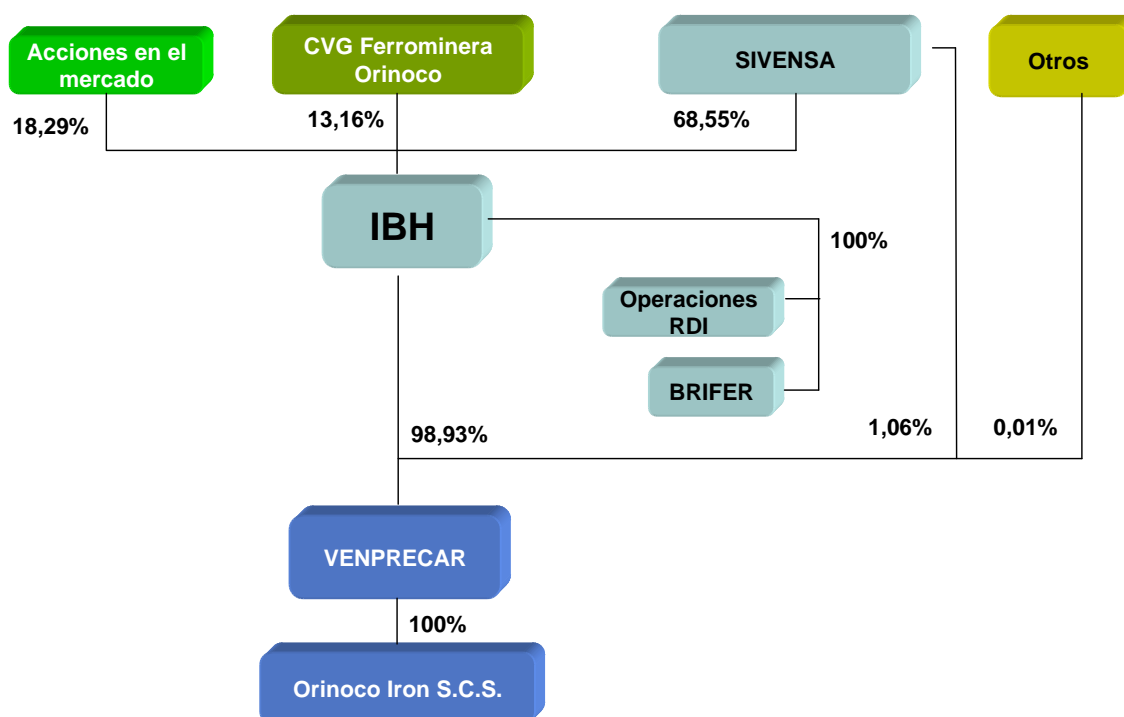 Acciones en el
mercado
CVG Ferrominera
Orinoco
SIVENSA
Otros
18,29%
13,16%
68,55%
IBH
100%
Operaciones
RDI
BRIFER
98,93%
1,06%
0,01%
VENPRECAR
100%
Orinoco Iron S.C.S.